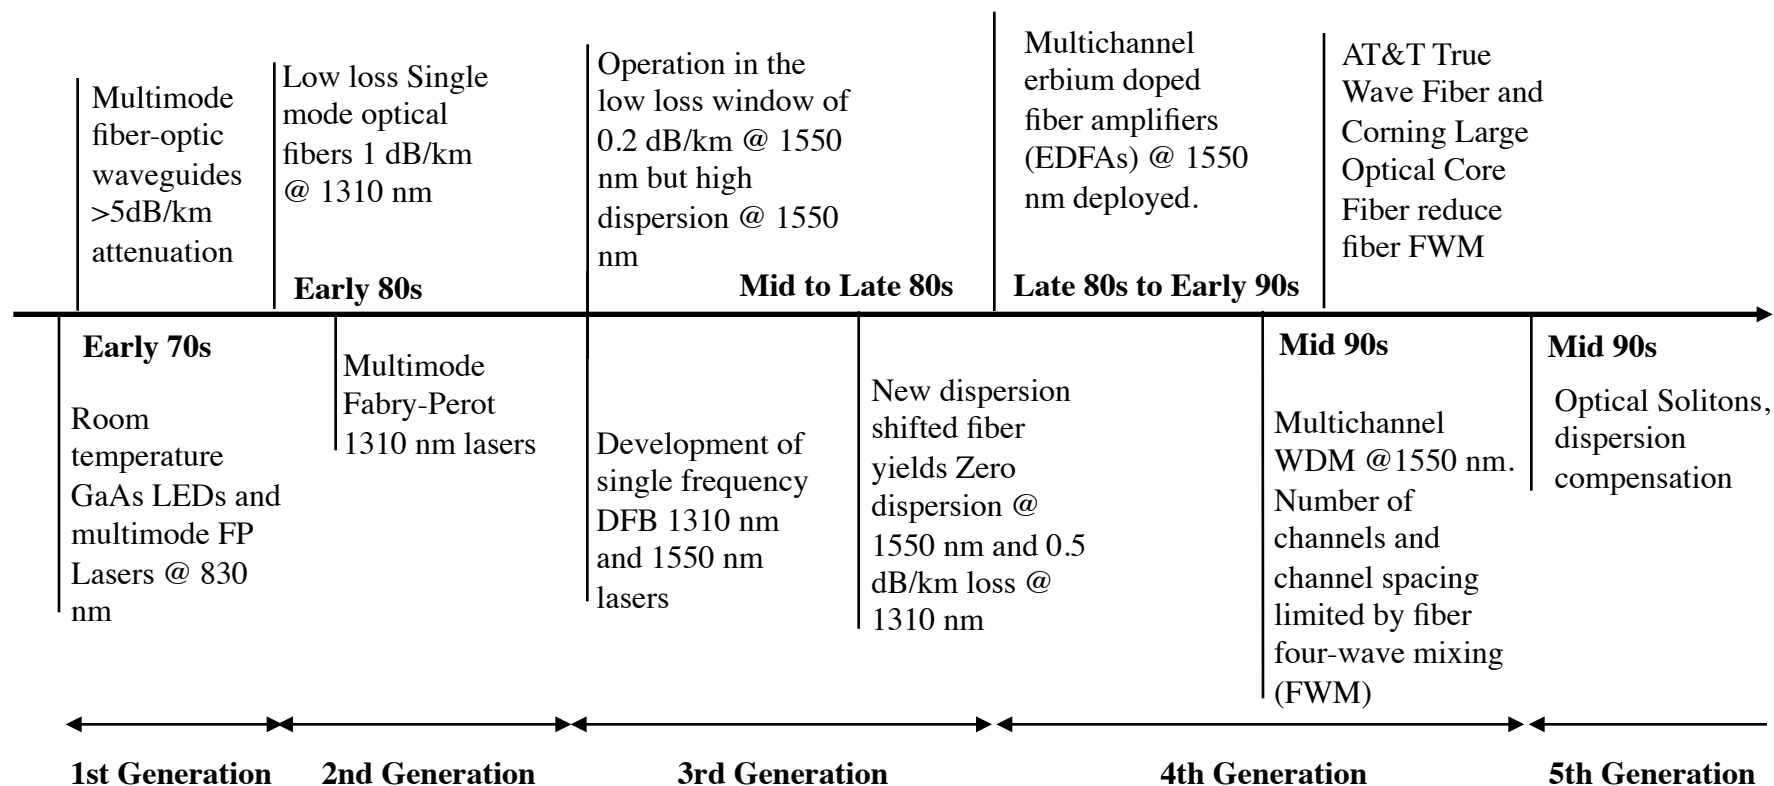 Multimode
fiber-optic
waveguides
>5dB/km
attenuation
Low loss Single
mode optical
fibers 1 dB/km
@ 1310 nm
Operation in the
low loss window of
0.2 dB/km @ 1550
nm but high
dispersion @ 1550
nm
Multichannel
erbium doped
fiber amplifiers
(EDFAs) @ 1550
nm deployed.
AT&T True
Wave Fiber and
Corning Large
Optical Core
Fiber reduce
fiber FWM
Early 80s
Mid to Late 80s
Late 80s to Early 90s
Early 70s
Mid 90s
Mid 90s
Room
temperature
GaAs LEDs and
multimode FP
Lasers @ 830
nm
Multimode
Fabry-Perot
1310 nm lasers
Development of
single frequency
DFB 1310 nm
and 1550 nm
lasers
New dispersion
shifted fiber
yields Zero
dispersion @
1550 nm and 0.5
dB/km loss @
1310 nm
Multichannel
WDM @1550 nm.
Number of
channels and
channel spacing
limited by fiber
four-wave mixing
(FWM)
Optical Solitons,
dispersion
compensation
1st Generation
2nd Generation
3rd Generation
4th Generation
5th Generation